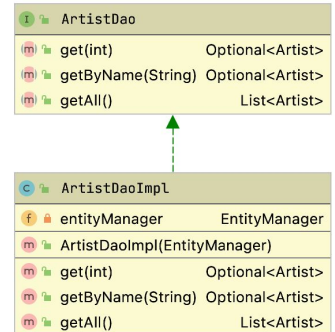 I ArtistDao
m get(int) Optional<Artist>
m getByName(String) Optional<Artist>
m getAll() List<Artist>
C ArtistDaoImpl
f entityManager EntityManager
m ArtistDaoImpl(EntityManager)
m get(int) Optional<Artist>
m getByName(String) Optional<Artist>
m getAll() List<Artist>